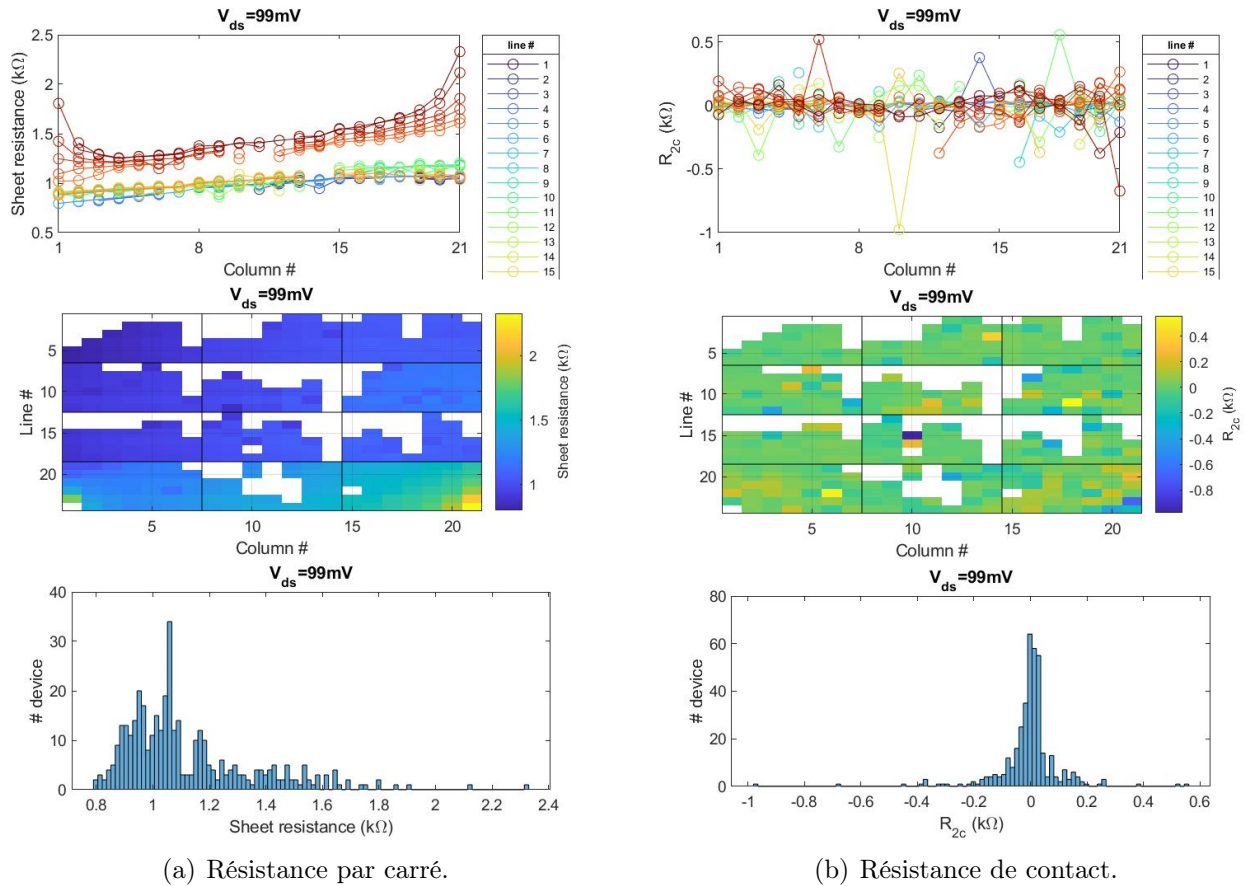 V_ds=99mV
Sheet resistance (kΩ)
2.5
2
1.5
1
0.5
1 8 15 21
Column #
line #
1
2
3
4
5
6
7
8
9
10
11
12
13
14
15
V_ds=99mV
R_2c (kΩ)
0.5
0
-0.5
-1
1 8 15 21
Column #
line #
1
2
3
4
5
6
7
8
9
10
11
12
13
14
15
V_ds=99mV
Line #
5
10
15
20
5 10 15 20
Column #
2
1.5
1
Sheet resistance (kΩ)
V_ds=99mV
Line #
5
10
15
20
5 10 15 20
Column #
0.4
0.2
0
-0.2
-0.4
-0.6
-0.8
R_2c (kΩ)
V_ds=99mV
# device
40
30
20
10
0
0.8 1 1.2 1.4 1.6 1.8 2 2.2 2.4
Sheet resistance (kΩ)
V_ds=99mV
# device
80
60
40
20
0
-1 -0.8 -0.6 -0.4 -0.2 0 0.2 0.4 0.6
R_2c (kΩ)
(a) Résistance par carré.
(b) Résistance de contact.